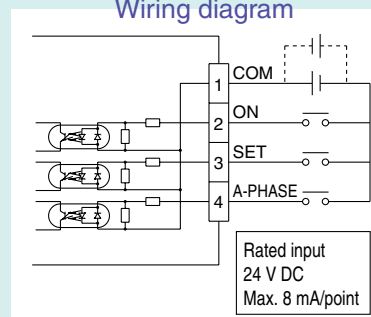 Wiring diagram
1
COM
2
ON
3
SET
4
A-PHASE
Rated input
24 V DC
Max. 8 mA/point